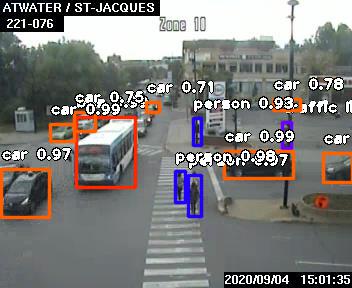 ATWATER / ST-JACQUES
221-076
Zone 10
car 0.71
car 0.78
car 0.75
car 0.99
person 0.93
car 0.99
car 0.97
person 0.98
car
2020/09/04 15:01:35